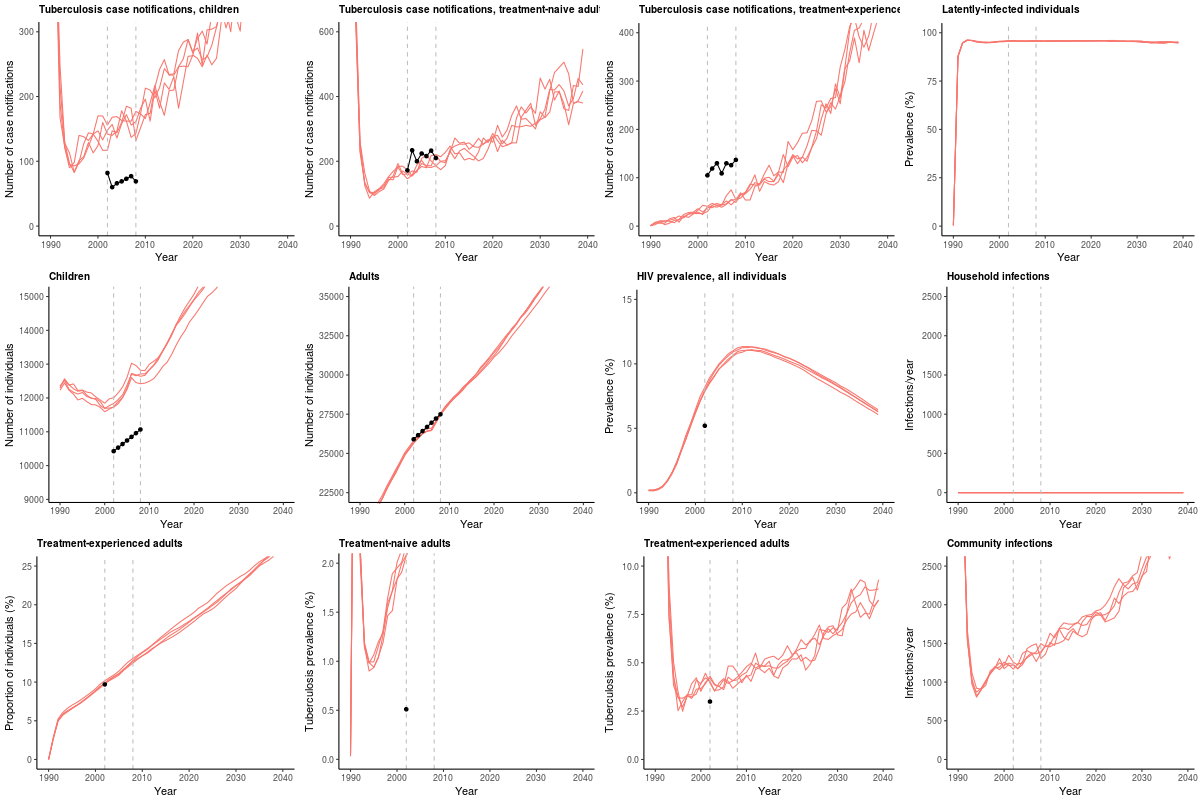 Tuberculosis case notifications, children
Number of case notifications
300
200
100
0
1990 2000 2010 2020 2030 2040
Year
Tuberculosis case notifications, treatment-naive adult
Number of case notifications
600
400
200
0
1990 2000 2010 2020 2030 2040
Year
Tuberculosis case notifications, treatment-experience
Number of case notifications
400
300
200
100
0
1990 2000 2010 2020 2030 2040
Year
Latently-infected individuals
Prevalence (%)
100
75
50
25
0
1990 2000 2010 2020 2030 2040
Year
Children
Number of individuals
15000
14000
13000
12000
11000
10000
9000
1990 2000 2010 2020 2030 2040
Year
Adults
Number of individuals
35000
32500
30000
27500
25000
22500
1990 2000 2010 2020 2030 2040
Year
HIV prevalence, all individuals
Prevalence (%)
15
10
5
0
1990 2000 2010 2020 2030 2040
Year
Household infections
Infections/year
2500
2000
1500
1000
500
0
1990 2000 2010 2020 2030 2040
Year
Treatment-experienced adults
Proportion of individuals (%)
25
20
15
10
5
0
1990 2000 2010 2020 2030 2040
Year
Treatment-naive adults
Tuberculosis prevalence (%)
2.0
1.5
1.0
0.5
0.0
1990 2000 2010 2020 2030 2040
Year
Treatment-experienced adults
Tuberculosis prevalence (%)
10.0
7.5
5.0
2.5
0.0
1990 2000 2010 2020 2030 2040
Year
Community infections
Infections/year
2500
2000
1500
1000
500
0
1990 2000 2010 2020 2030 2040
Year